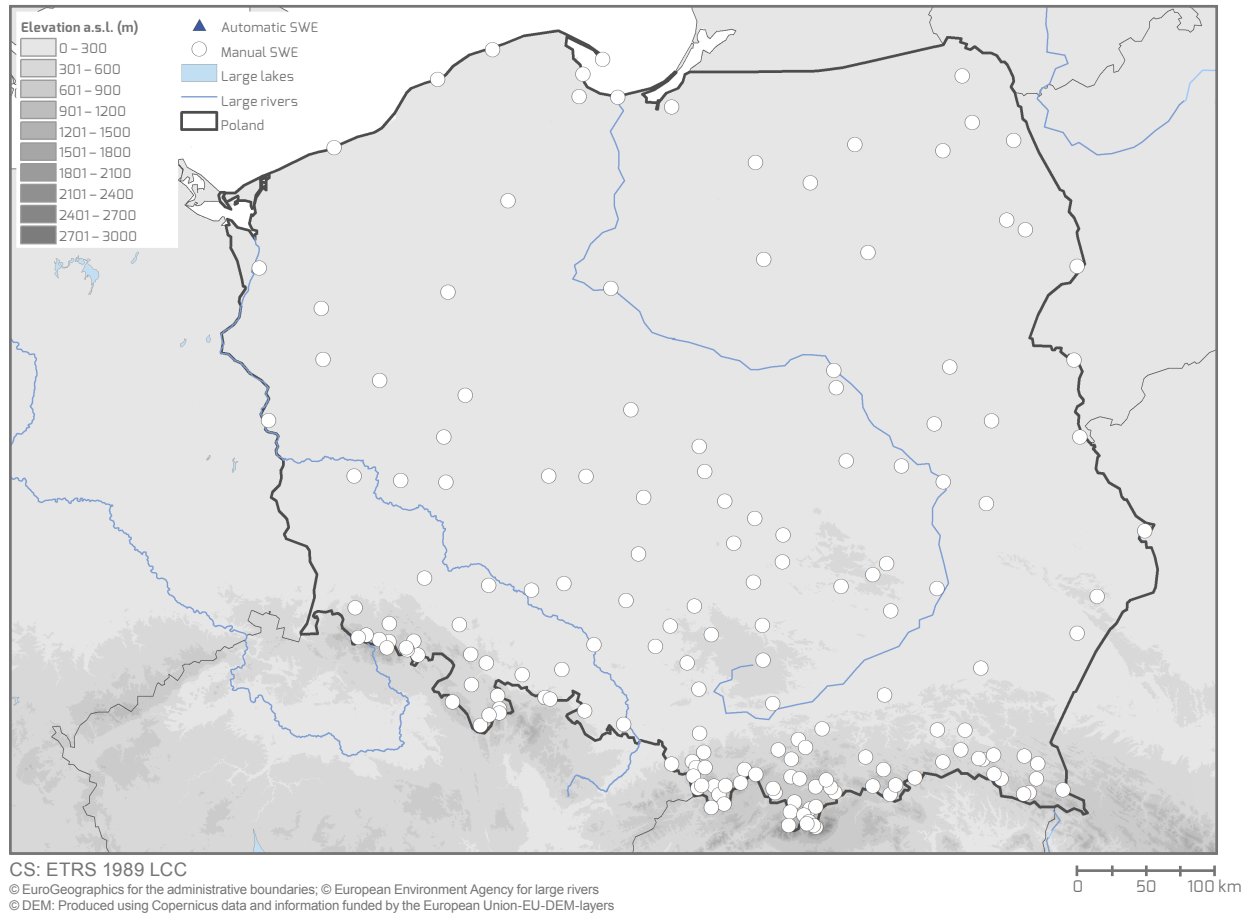 Elevation a.s.l. (m)
0 – 300
301 – 600
601 – 900
901 – 1200
1201 – 1500
1501 – 1800
1801 – 2100
2101 – 2400
2401 – 2700
2701 – 3000
Automatic SWE
Manual SWE
Large lakes
Large rivers
Poland
CS: ETRS 1989 LCC
© EuroGeographics for the administrative boundaries; © European Environment Agency for large rivers
© DEM: Produced using Copernicus data and information funded by the European Union-EU-DEM-layers
0 50 100 km